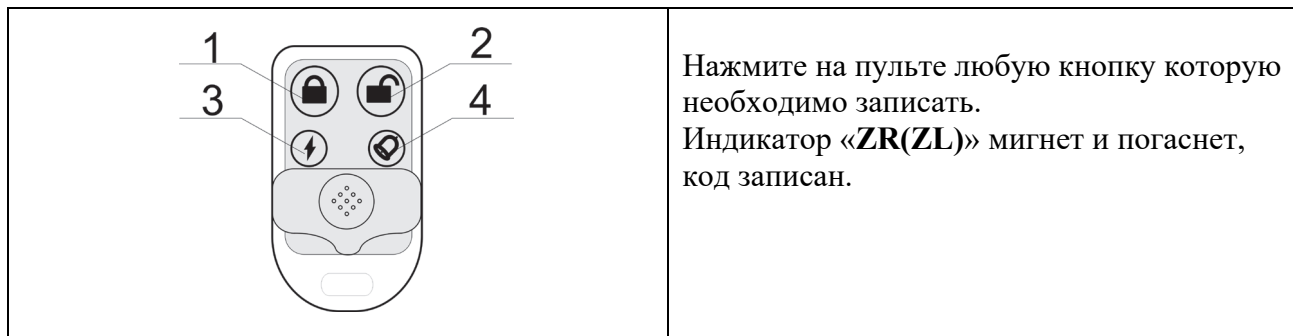 1
2
3
4
Нажмите на пульте любую кнопку которую
необходимо записать.
Индикатор «ZR(ZL)» мигнет и погаснет,
код записан.